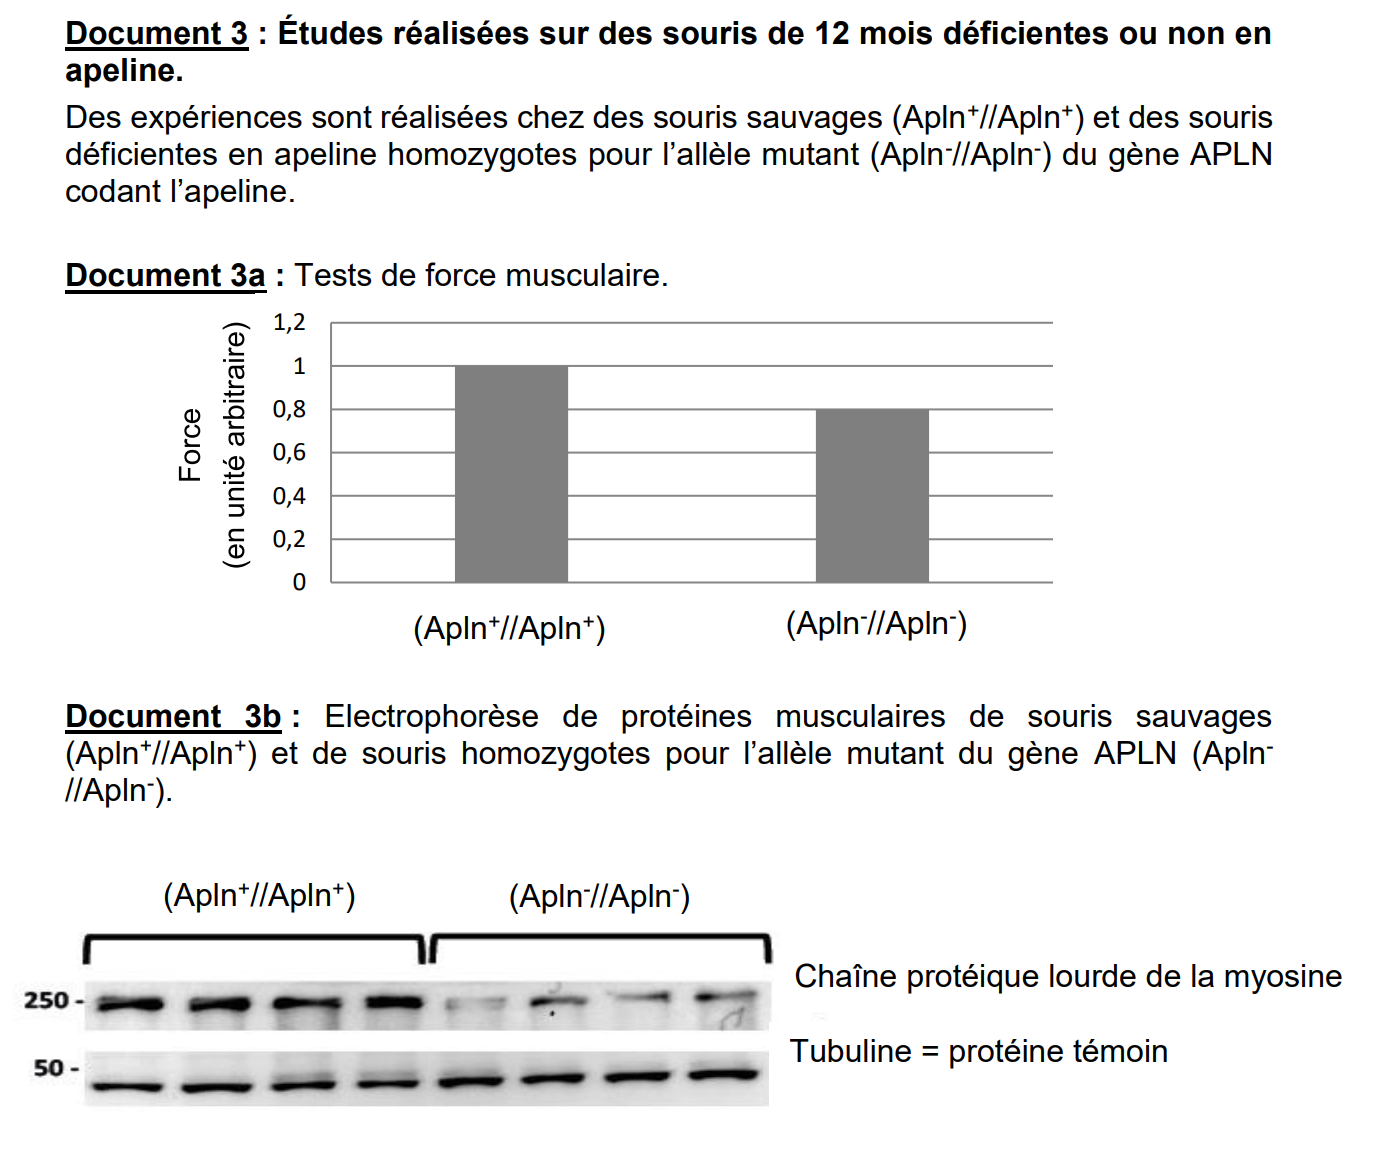 Document 3 : Études réalisées sur des souris de 12 mois déficientes ou non en
apeline.
Des expériences sont réalisées chez des souris sauvages (Apln⁺//Apln⁺) et des souris
déficientes en apeline homozygotes pour l’allèle mutant (Apln⁻//Apln⁻) du gène APLN
codant l’apeline.
Document 3a : Tests de force musculaire.
Force
(en unité arbitraire)
1,2
1
0,8
0,6
0,4
0,2
0
(Apln⁺//Apln⁺)
(Apln⁻//Apln⁻)
Document 3b : Electrophorèse de protéines musculaires de souris sauvages
(Apln⁺//Apln⁺) et de souris homozygotes pour l’allèle mutant du gène APLN (Apln⁻
//Apln⁻).
(Apln⁺//Apln⁺)
(Apln⁻//Apln⁻)
250 -
Chaîne protéique lourde de la myosine
50 -
Tubuline = protéine témoin